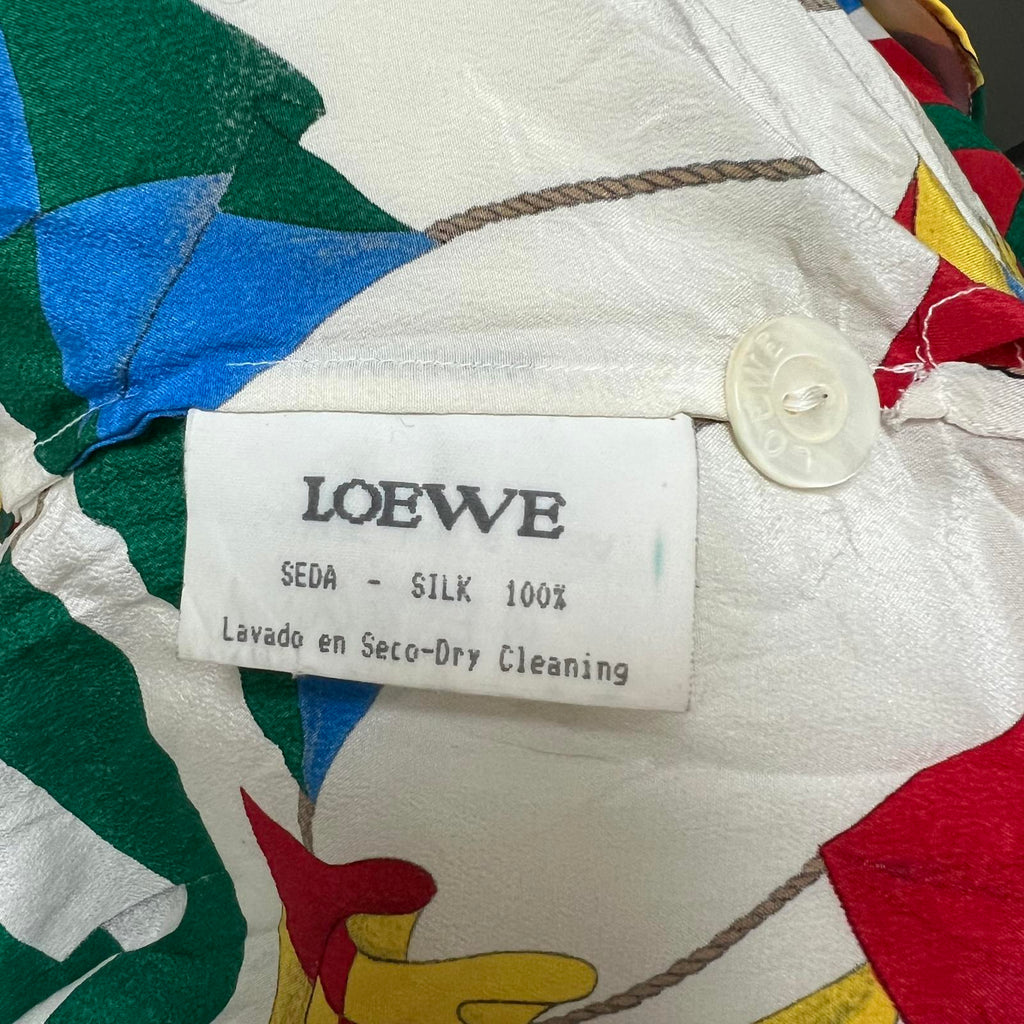 LOEWE
LOEWE
SEDA - SILK 100%
Lavado en Seco-Dry Cleaning